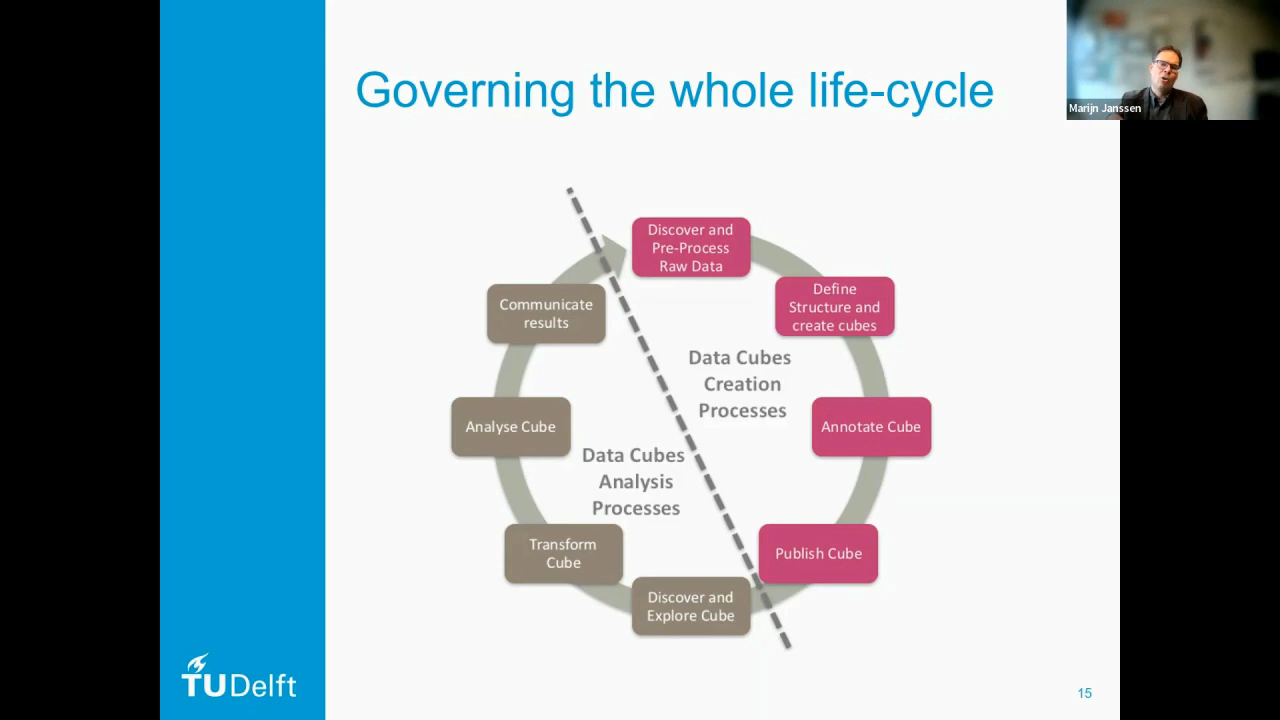 Governing the whole life-cycle
Marijn Janssen
Discover and
Pre-Process
Raw Data
Define
Structure and
create cubes
Annotate Cube
Publish Cube
Discover and
Explore Cube
Transform
Cube
Analyse Cube
Communicate
results
Data Cubes
Creation
Processes
Data Cubes
Analysis
Processes
TUDelft
15